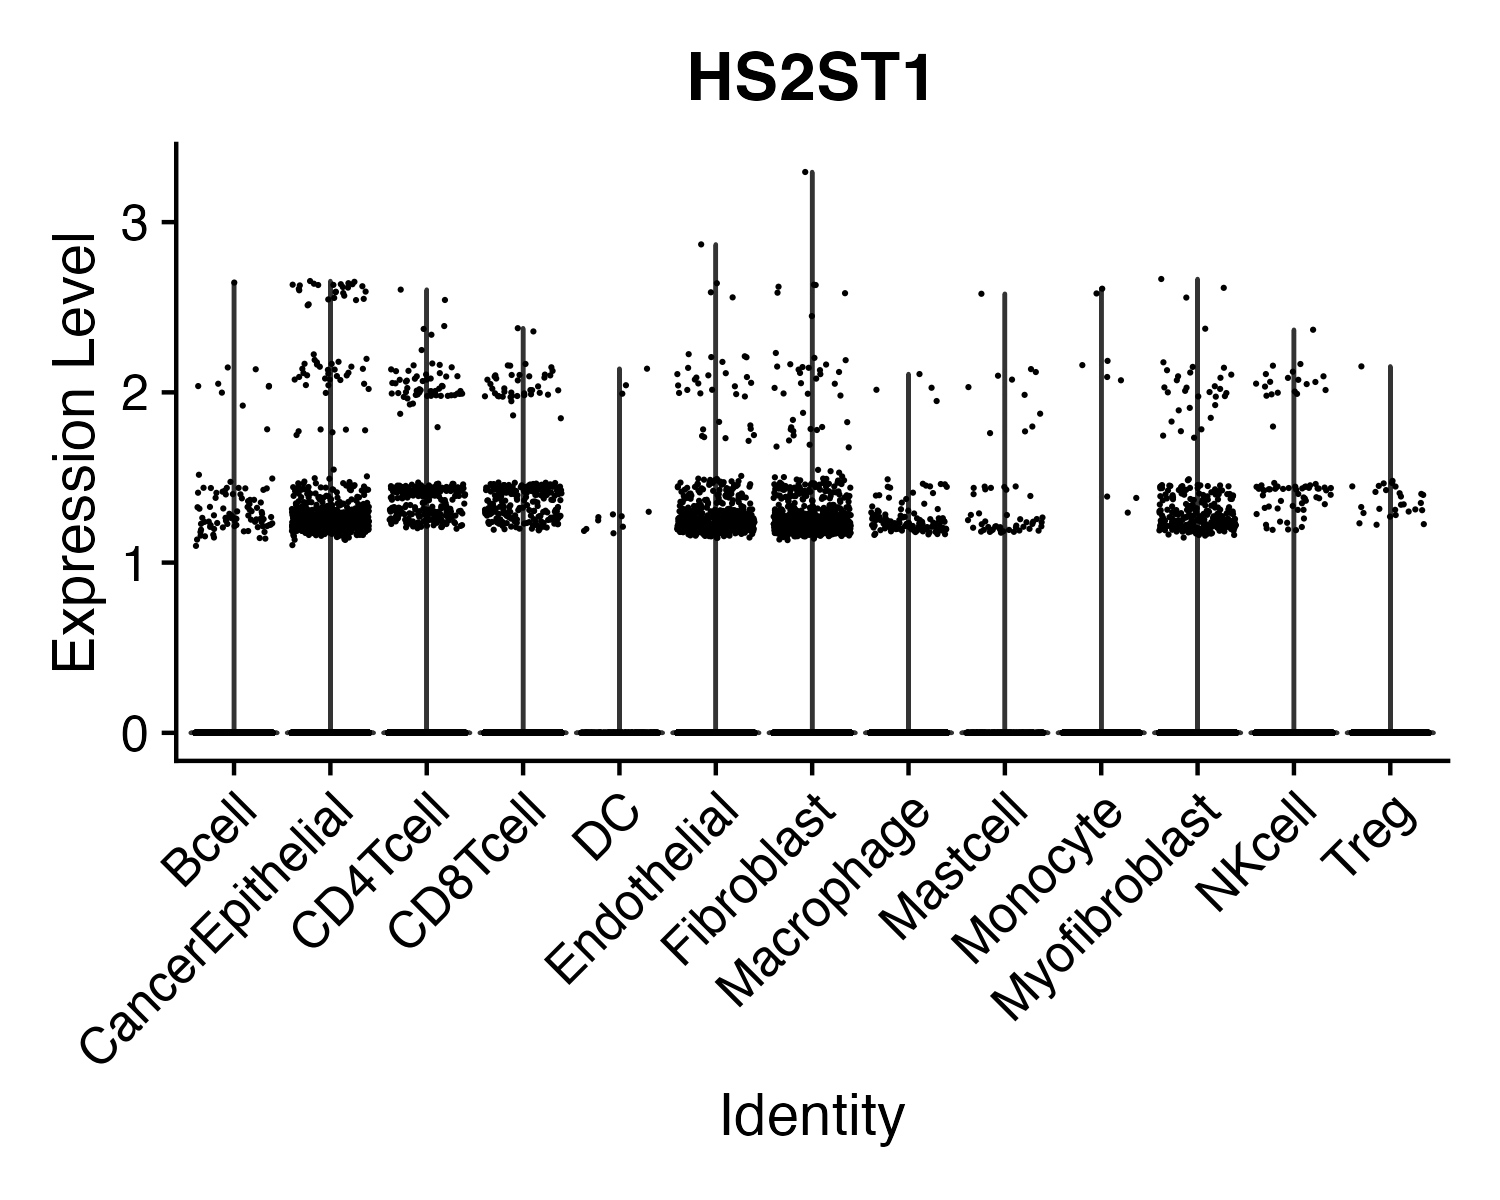 HS2ST1
Expression Level
3
2
1
0
Bcell
CancerEpithelial
CD4Tcell
CD8Tcell
DC
Endothelial
Fibroblast
Macrophage
Mastcell
Monocyte
Myofibroblast
NKcell
Treg
Identity